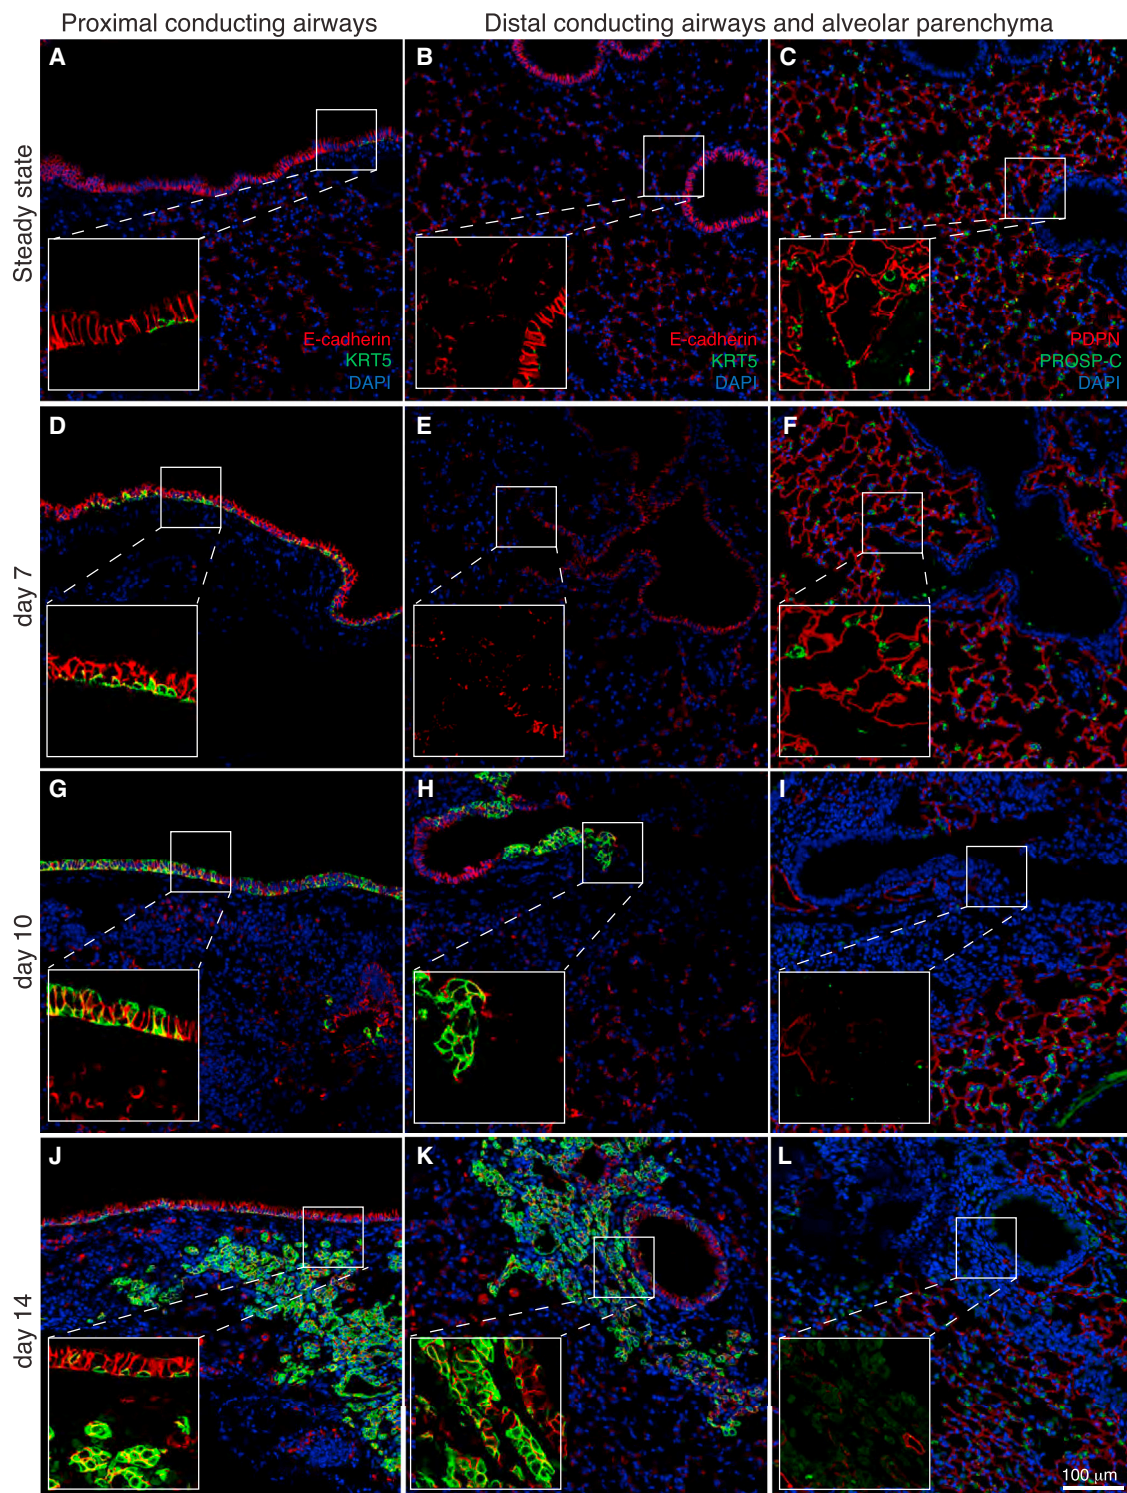 Proximal conducting airways
Distal conducting airways and alveolar parenchyma
Steady state
A
E-cadherin
KRT5
DAPI
B
E-cadherin
KRT5
DAPI
C
PDPN
PROSP-C
DAPI
day 7
D
E
F
day 10
G
H
I
day 14
J
K
L
100 µm